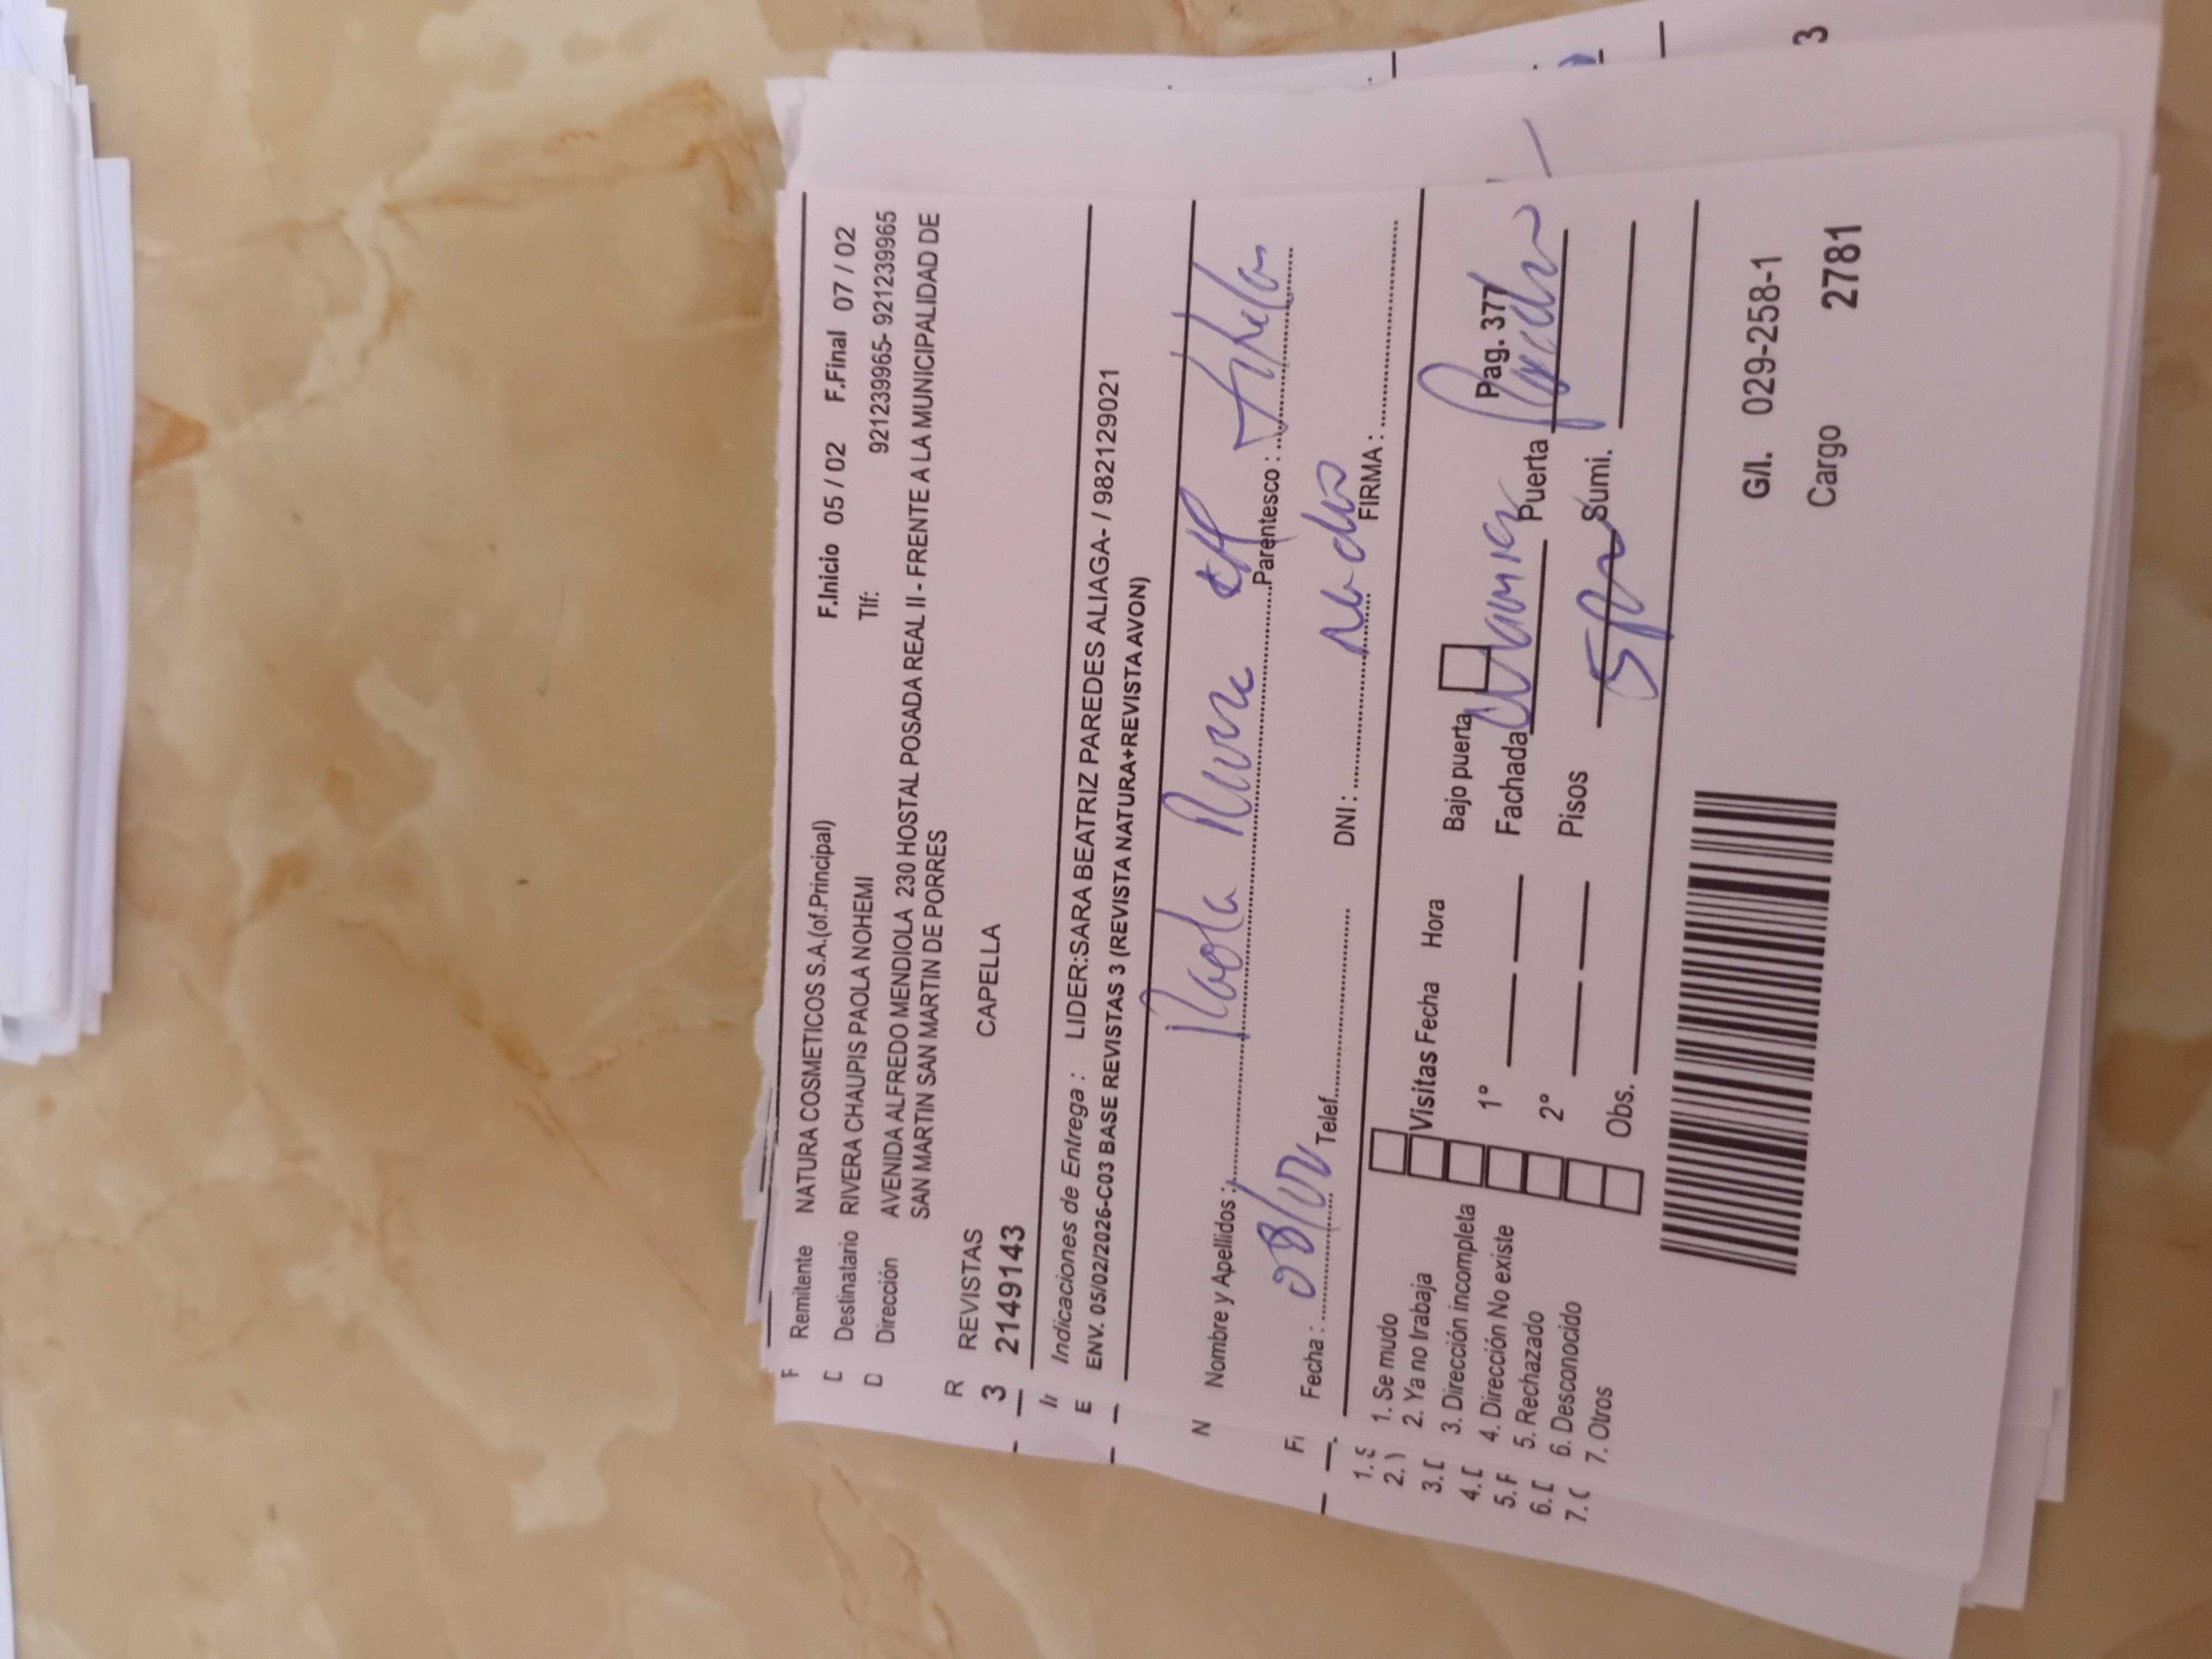 Remitente NATURA COSMETICOS S.A.(of.Principal) F.Inicio 05 / 02 F.Final 07 / 02
Destinatario RIVERA CHAUPIS PAOLA NOHEMI Tlf: 921239965- 921239965
Dirección AVENIDA ALFREDO MENDIOLA 230 HOSTAL POSADA REAL II - FRENTE A LA MUNICIPALIDAD DE
SAN MARTIN SAN MARTIN DE PORRES
REVISTAS CAPELLA
3 2149143
Indicaciones de Entrega : LIDER:SARA BEATRIZ PAREDES ALIAGA- / 982129021
ENV. 05/02/2026-C03 BASE REVISTAS 3 (REVISTA NATURA+REVISTA AVON)
Nombre y Apellidos : Paola Parentesco :
Fecha : 08/02 Telef. DNI : FIRMA :
1. Se mudo
2. Ya no trabaja Visitas Fecha Hora Bajo puerta Pag. 377
3. Dirección incompleta
4. Dirección No existe 1° Fachada Puerta
5. Rechazado
6. Desconocido 2° Pisos Sumi.
7. Otros Obs.
G/I. 029-258-1
Cargo 2781
3